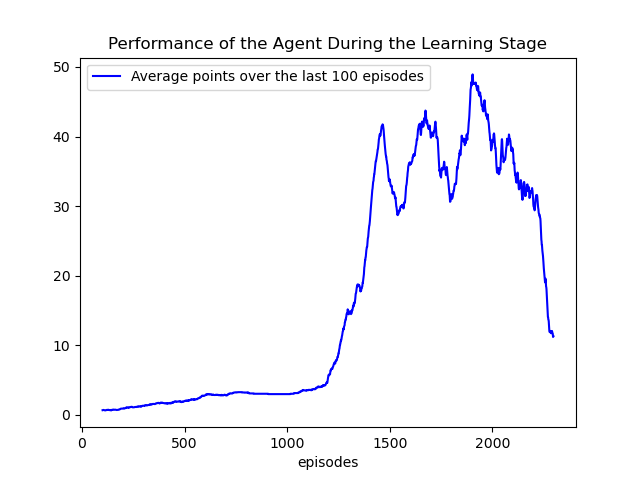 Performance of the Agent During the Learning Stage
Average points over the last 100 episodes
50
40
30
20
10
0
0 500 1000 1500 2000
episodes